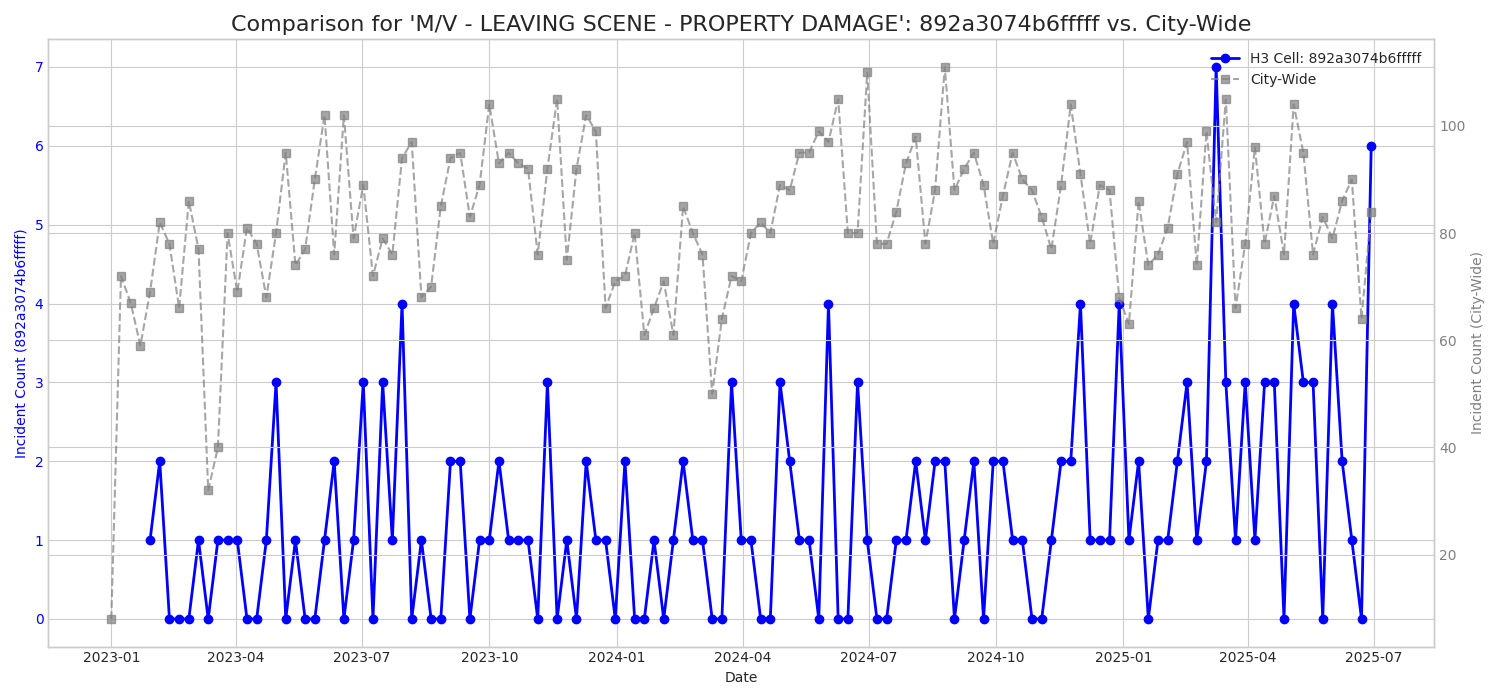 Comparison for 'M/V - LEAVING SCENE - PROPERTY DAMAGE': 892a3074b6fffff vs. City-Wide
H3 Cell: 892a3074b6fffff
City-Wide
Incident Count (892a3074b6fffff)
7
6
5
4
3
2
1
0
100
80
60
40
20
Incident Count (City-Wide)
2023-01 2023-04 2023-07 2023-10 2024-01 2024-04 2024-07 2024-10 2025-01 2025-04 2025-07
Date